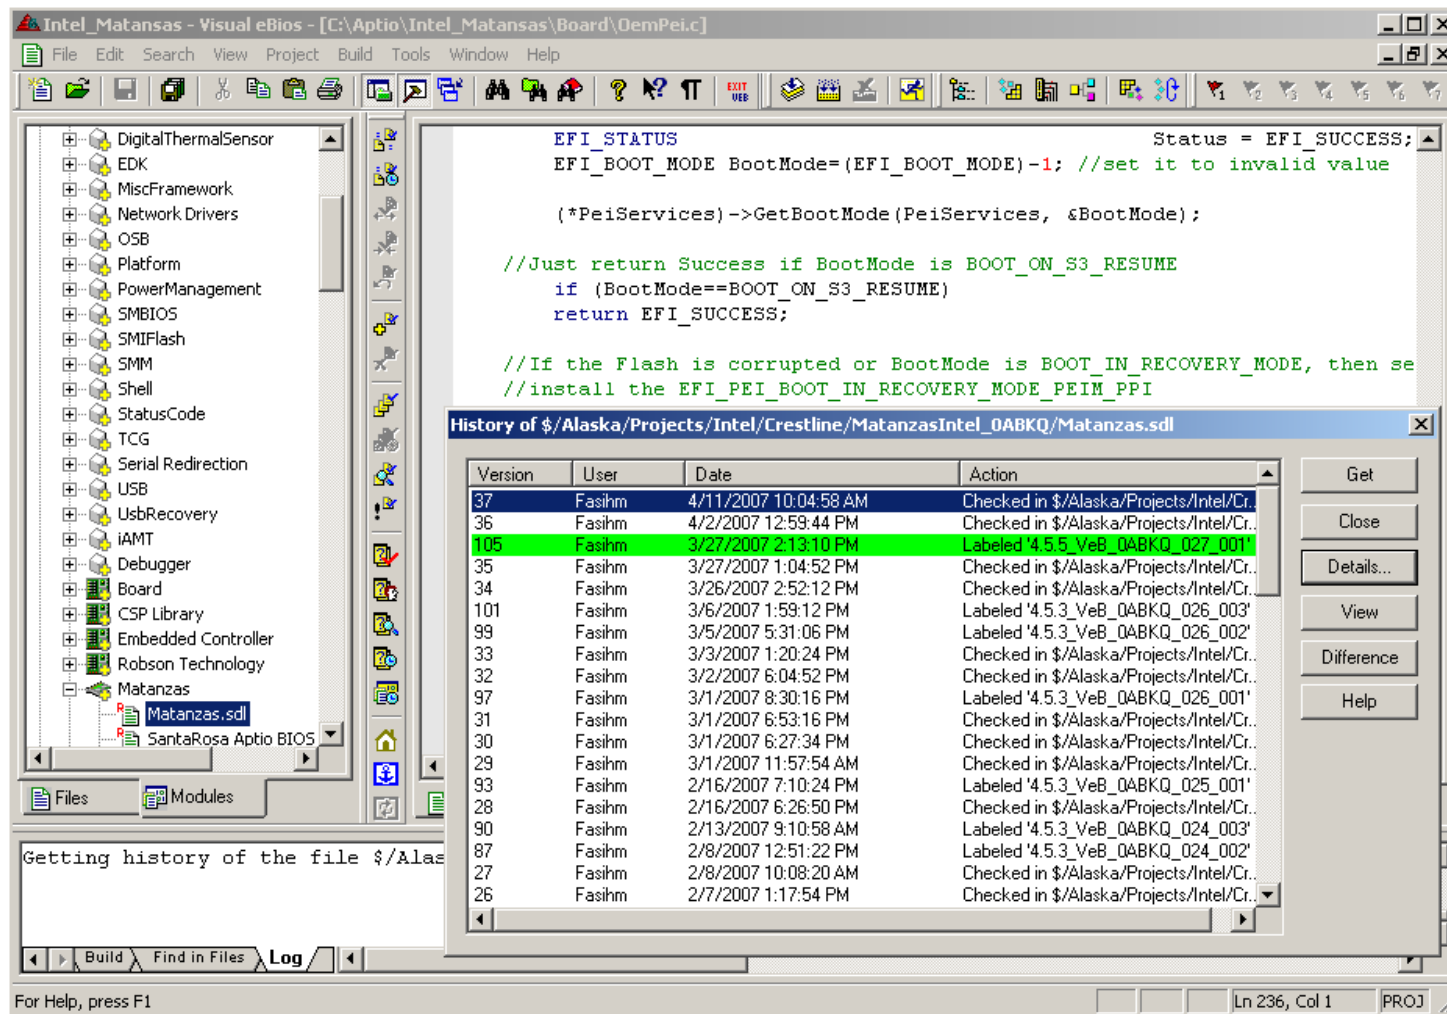 Intel_Matansas - Visual eBios - [C:\Aptio\Intel_Matansas\Board\OemPei.c]
File Edit Search View Project Build Tools Window Help
EXIT VEB
DigitalThermalSensor
EDK
MiscFramework
Network Drivers
OSB
Platform
PowerManagement
SMBIOS
SMIFlash
SMM
Shell
StatusCode
TCG
Serial Redirection
USB
UsbRecovery
iAMT
Debugger
Board
CSP Library
Embedded Controller
Robson Technology
Matanzas
Matanzas.sdl
SantaRosa Aptio BIOS
Files Modules
EFI_STATUS Status = EFI_SUCCESS;
EFI_BOOT_MODE BootMode=(EFI_BOOT_MODE)-1; //set it to invalid value
(*PeiServices)->GetBootMode(PeiServices, &BootMode);
//Just return Success if BootMode is BOOT_ON_S3_RESUME
if (BootMode==BOOT_ON_S3_RESUME)
return EFI_SUCCESS;
//If the Flash is corrupted or BootMode is BOOT_IN_RECOVERY_MODE, then se
//install the EFI_PEI_BOOT_IN_RECOVERY_MODE_PEIM_PPI
History of $/Alaska/Projects/Intel/Crestline/MatanzasIntel_0ABKQ/Matanzas.sdl
Version User Date Action
37 Fasihm 4/11/2007 10:04:58 AM Checked in $/Alaska/Projects/Intel/Cr..
36 Fasihm 4/2/2007 12:59:44 PM Checked in $/Alaska/Projects/Intel/Cr..
105 Fasihm 3/27/2007 2:13:10 PM Labeled '4.5.5_VeB_0ABKQ_027_001'
35 Fasihm 3/27/2007 1:04:52 PM Checked in $/Alaska/Projects/Intel/Cr..
34 Fasihm 3/26/2007 2:52:12 PM Checked in $/Alaska/Projects/Intel/Cr..
101 Fasihm 3/6/2007 1:59:12 PM Labeled '4.5.3_VeB_0ABKQ_026_003'
99 Fasihm 3/5/2007 5:31:06 PM Labeled '4.5.3_VeB_0ABKQ_026_002'
33 Fasihm 3/3/2007 1:20:24 PM Checked in $/Alaska/Projects/Intel/Cr..
32 Fasihm 3/2/2007 6:04:52 PM Checked in $/Alaska/Projects/Intel/Cr..
97 Fasihm 3/1/2007 8:30:16 PM Labeled '4.5.3_VeB_0ABKQ_026_001'
31 Fasihm 3/1/2007 6:53:16 PM Checked in $/Alaska/Projects/Intel/Cr..
30 Fasihm 3/1/2007 6:27:34 PM Checked in $/Alaska/Projects/Intel/Cr..
29 Fasihm 3/1/2007 11:57:54 AM Checked in $/Alaska/Projects/Intel/Cr..
93 Fasihm 2/16/2007 7:10:24 PM Labeled '4.5.3_VeB_0ABKQ_025_001'
28 Fasihm 2/16/2007 6:26:50 PM Checked in $/Alaska/Projects/Intel/Cr..
90 Fasihm 2/13/2007 9:10:58 AM Labeled '4.5.3_VeB_0ABKQ_024_003'
87 Fasihm 2/8/2007 12:51:22 PM Labeled '4.5.3_VeB_0ABKQ_024_002'
27 Fasihm 2/8/2007 10:08:20 AM Checked in $/Alaska/Projects/Intel/Cr..
26 Fasihm 2/7/2007 1:17:54 PM Checked in $/Alaska/Projects/Intel/Cr..
Get
Close
Details...
View
Difference
Help
Getting history of the file $/Alas
Build Find in Files Log
For Help, press F1 Ln 236, Col 1 PROJ